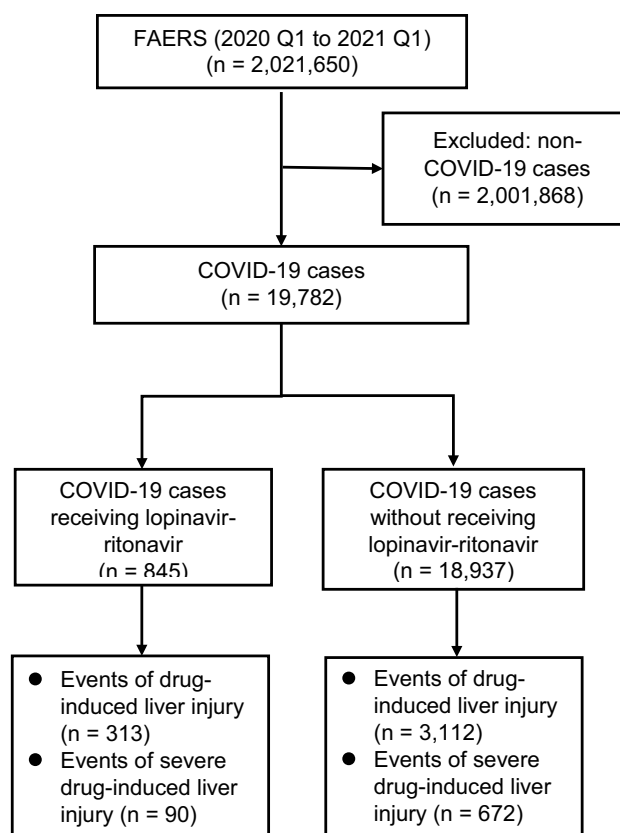 FAERS (2020 Q1 to 2021 Q1)
(n = 2,021,650)
Excluded: non-
COVID-19 cases
(n = 2,001,868)
COVID-19 cases
(n = 19,782)
COVID-19 cases
receiving lopinavir-
ritonavir
(n = 845)
COVID-19 cases
without receiving
lopinavir-ritonavir
(n = 18,937)
● Events of drug-
induced liver injury
(n = 313)
● Events of severe
drug-induced liver
injury (n = 90)
● Events of drug-
induced liver injury
(n = 3,112)
● Events of severe
drug-induced liver
injury (n = 672)